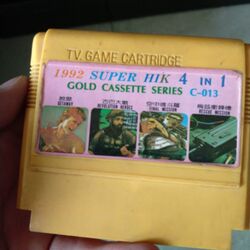 TV GAME CARTRIDGE
1992 SUPER HIK 4 IN 1
GOLD CASSETTE SERIES C-013
GETAWAY REVOLUTION HEROES FINAL MISSION RESCUE MISSION